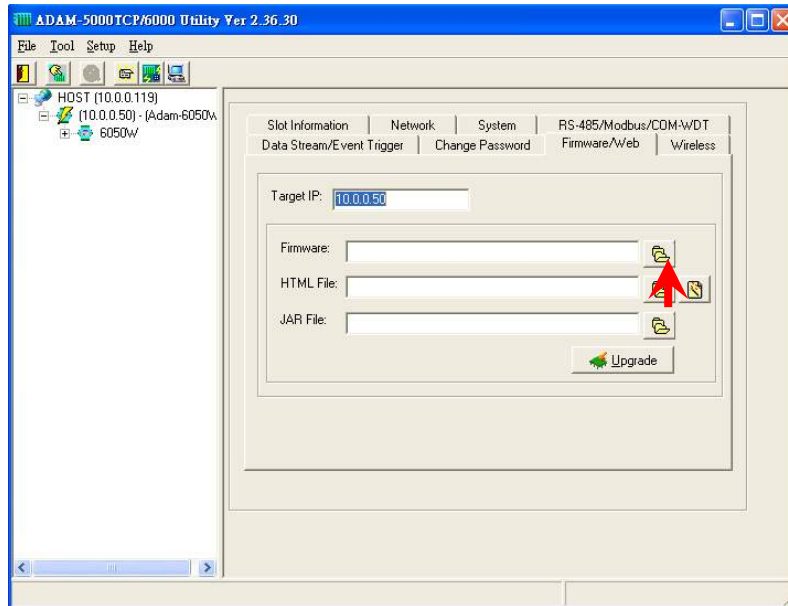 ADAM-5000TCP/6000 Utility Ver 2.36.30
File Tool Setup Help
HOST (10.0.0.119)
(10.0.0.50) - (Adam-6050W
6050W
Slot Information Network System RS-485/Modbus/COM-WDT
Data Stream/Event Trigger Change Password Firmware/Web Wireless
Target IP: 10.0.0.50
Firmware:
HTML File:
JAR File:
Upgrade